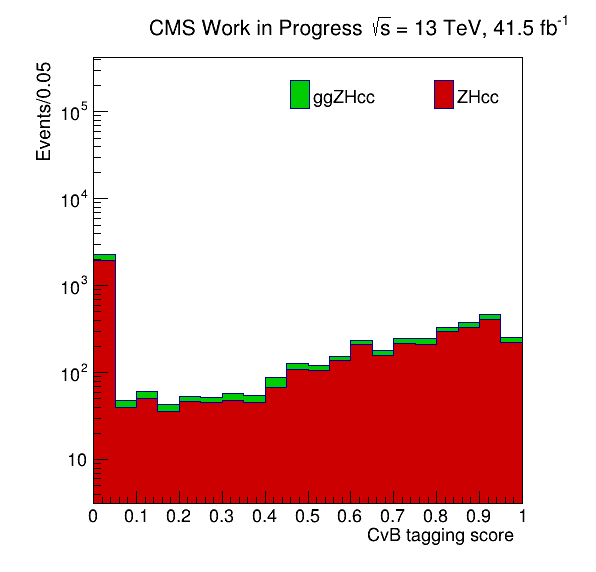 CMS Work in Progress √s = 13 TeV, 41.5 fb⁻¹
Events/0.05
ggZHcc ZHcc
10⁵
10⁴
10³
10²
10
0 0.1 0.2 0.3 0.4 0.5 0.6 0.7 0.8 0.9 1
CvB tagging score